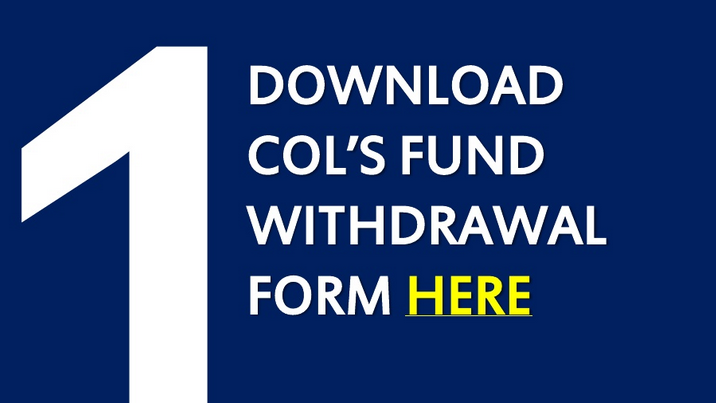 1
DOWNLOAD
COL’S FUND
WITHDRAWAL
FORM HERE